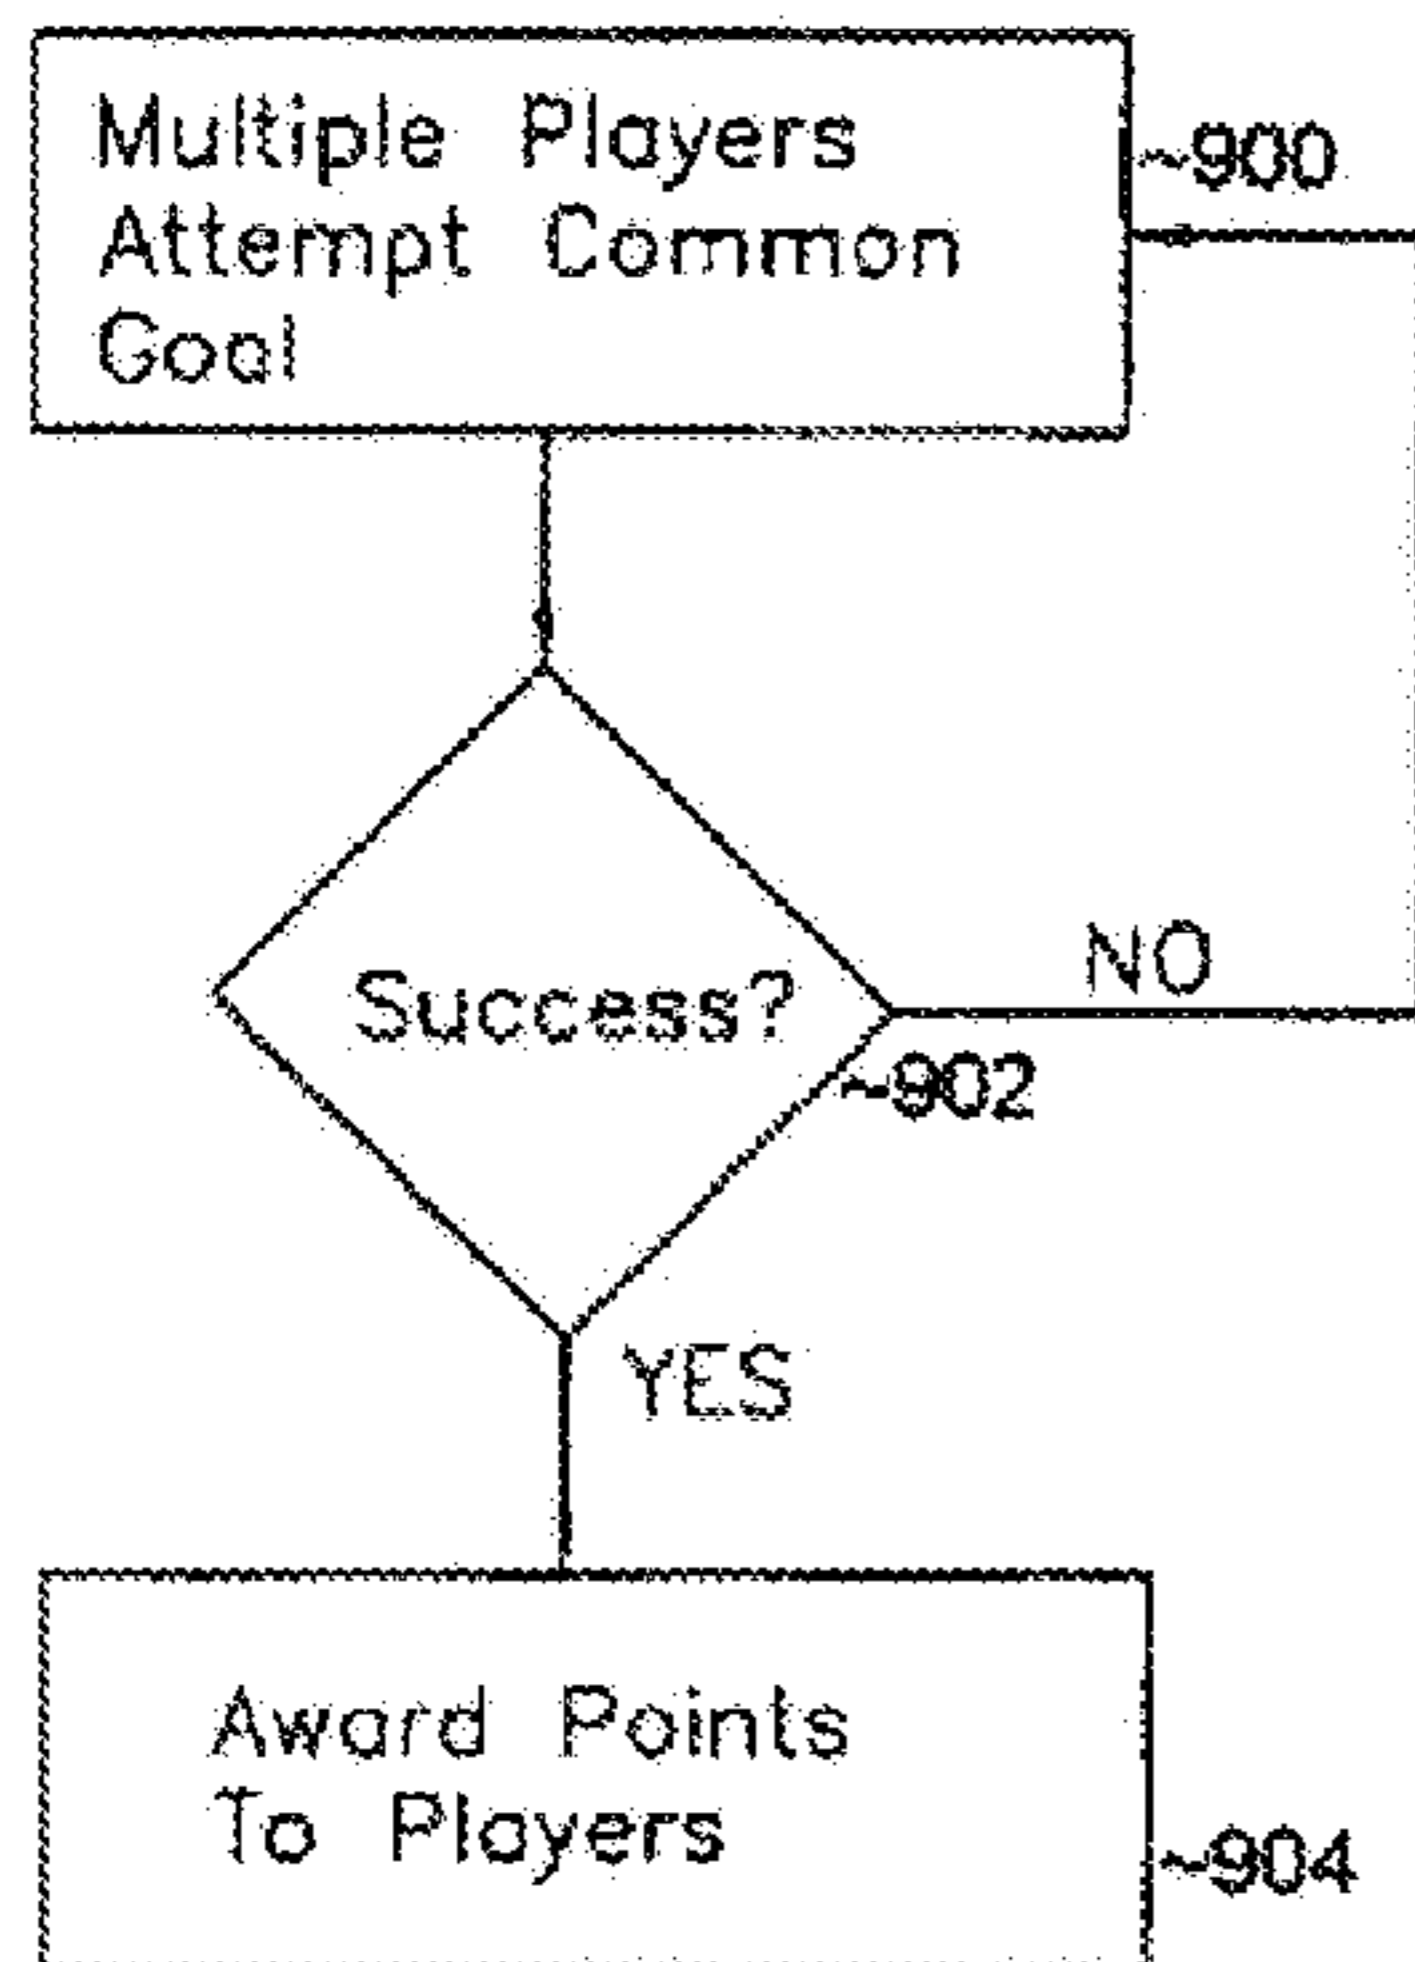 Multiple Players
Attempt Common
Goal
~900
Success?
NO
~902
YES
Award Points
To Players
~904